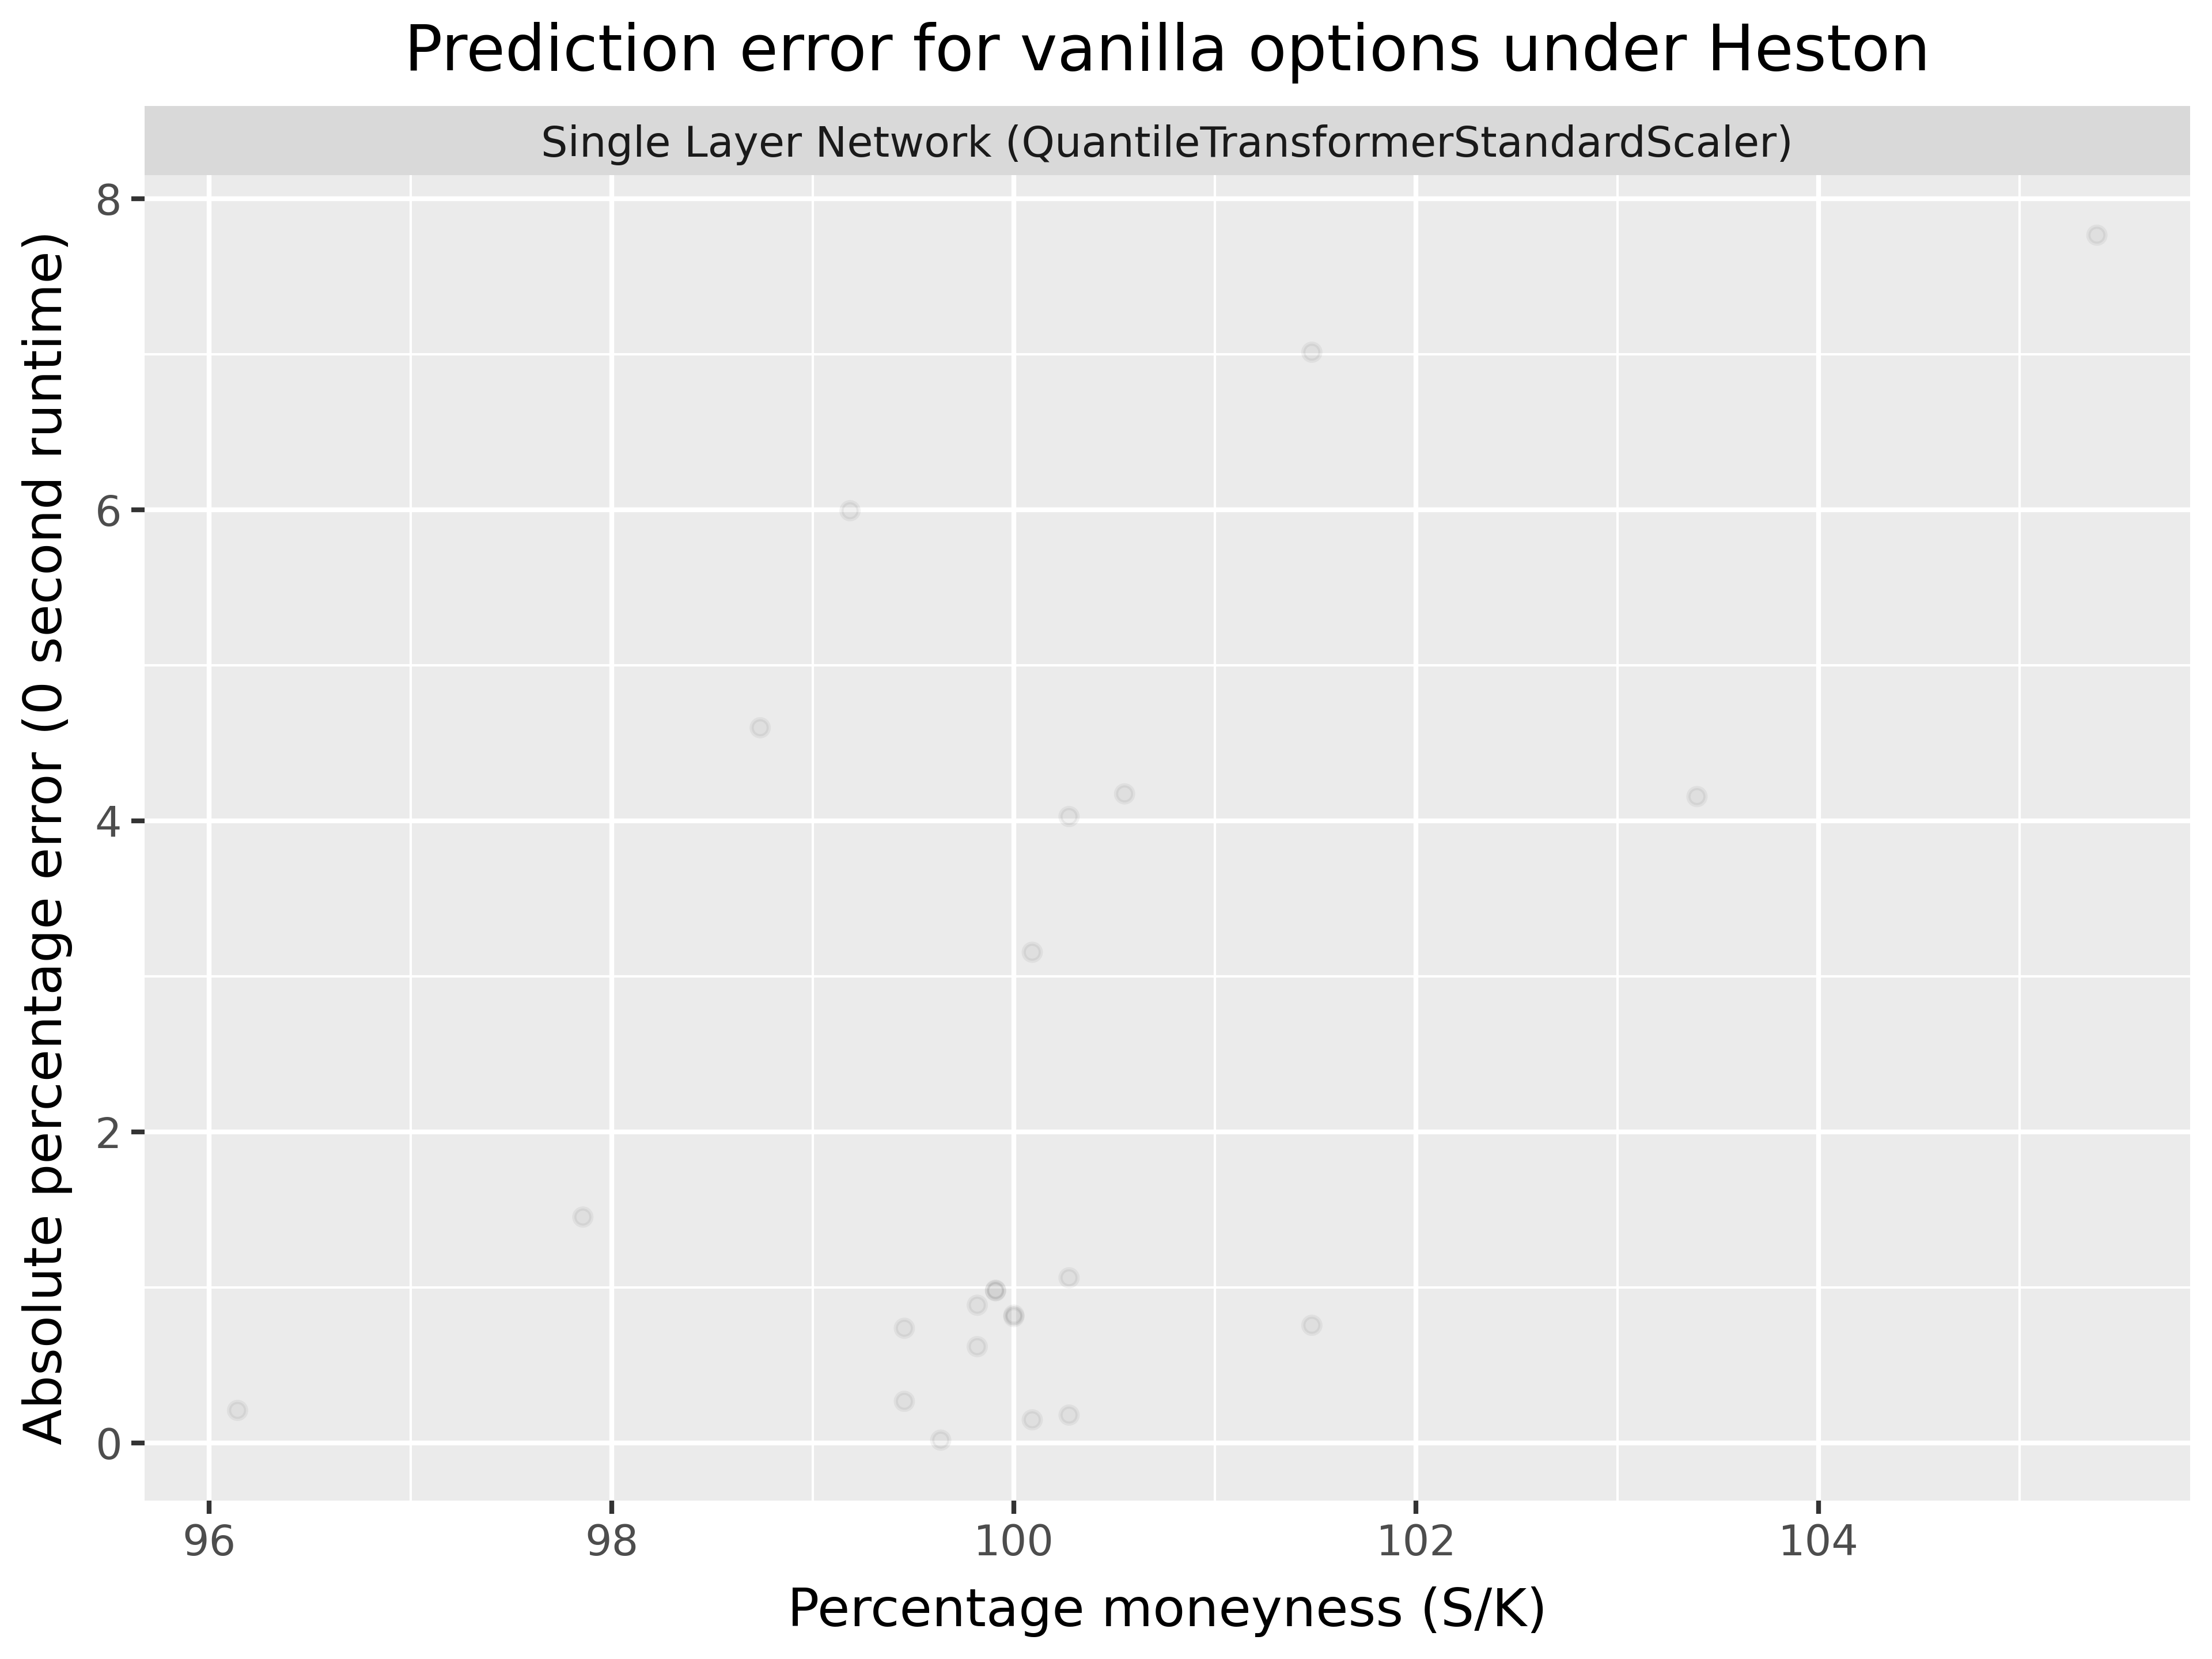 Prediction error for vanilla options under Heston
Single Layer Network (QuantileTransformerStandardScaler)
Absolute percentage error (0 second runtime)
8
6
4
2
0
96
98
100
102
104
Percentage moneyness (S/K)